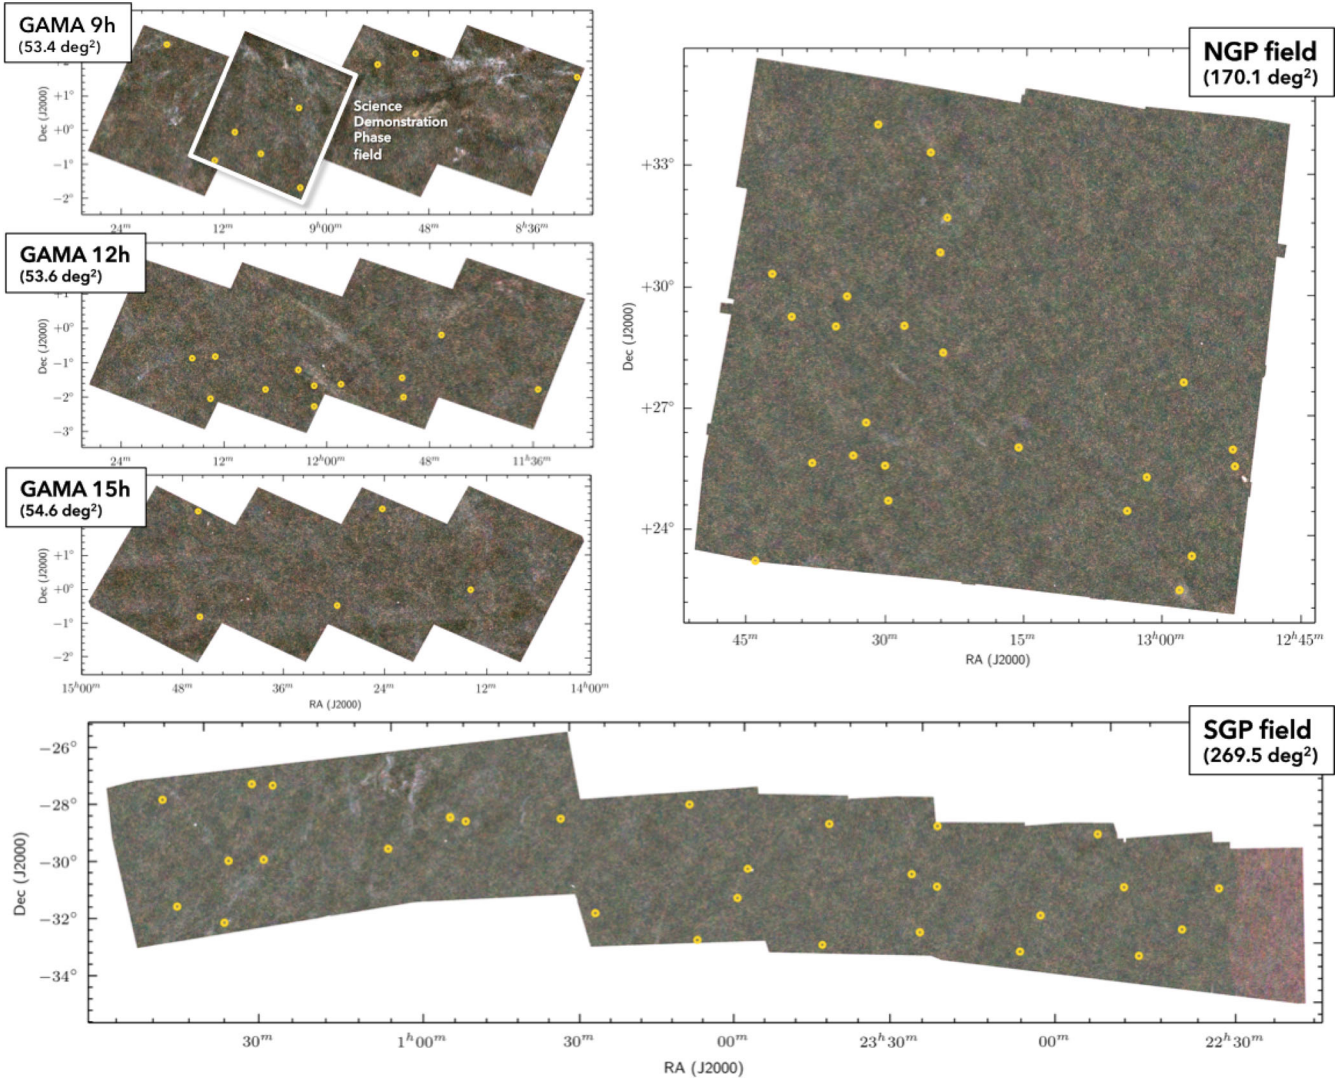 GAMA 9h
(53.4 deg²)
+1°
+0°
−1°
−2°
Dec (J2000)
Science
Demonstration
Phase
field
24ᵐ 12ᵐ 9ʰ00ᵐ 48ᵐ 8ʰ36ᵐ
GAMA 12h
(53.6 deg²)
+1°
+0°
−1°
−2°
−3°
Dec (J2000)
24ᵐ 12ᵐ 12ʰ00ᵐ 48ᵐ 11ʰ36ᵐ
GAMA 15h
(54.6 deg²)
+1°
+0°
−1°
−2°
Dec (J2000)
15ʰ00ᵐ 48ᵐ 36ᵐ 24ᵐ 12ᵐ 14ʰ00ᵐ
RA (J2000)
NGP field
(170.1 deg²)
+33°
+30°
+27°
+24°
Dec (J2000)
45ᵐ 30ᵐ 15ᵐ 13ʰ00ᵐ 12ʰ45ᵐ
RA (J2000)
SGP field
(269.5 deg²)
−26°
−28°
−30°
−32°
−34°
Dec (J2000)
30ᵐ 1ʰ00ᵐ 30ᵐ 00ᵐ 23ʰ30ᵐ 00ᵐ 22ʰ30ᵐ
RA (J2000)